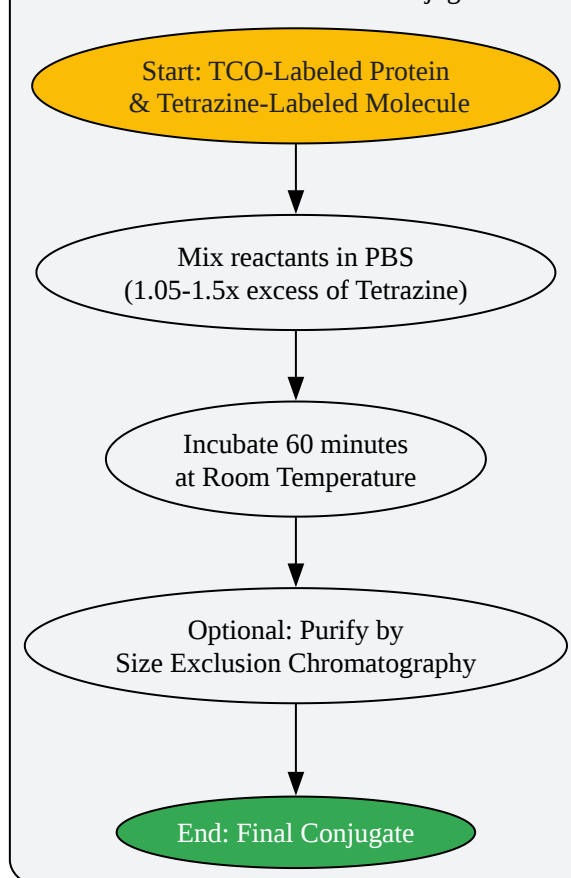 Start: TCO-Labeled Protein
& Tetrazine-Labeled Molecule
Mix reactants in PBS
(1.05-1.5x excess of Tetrazine)
Incubate 60 minutes
at Room Temperature
Optional: Purify by
Size Exclusion Chromatography
End: Final Conjugate